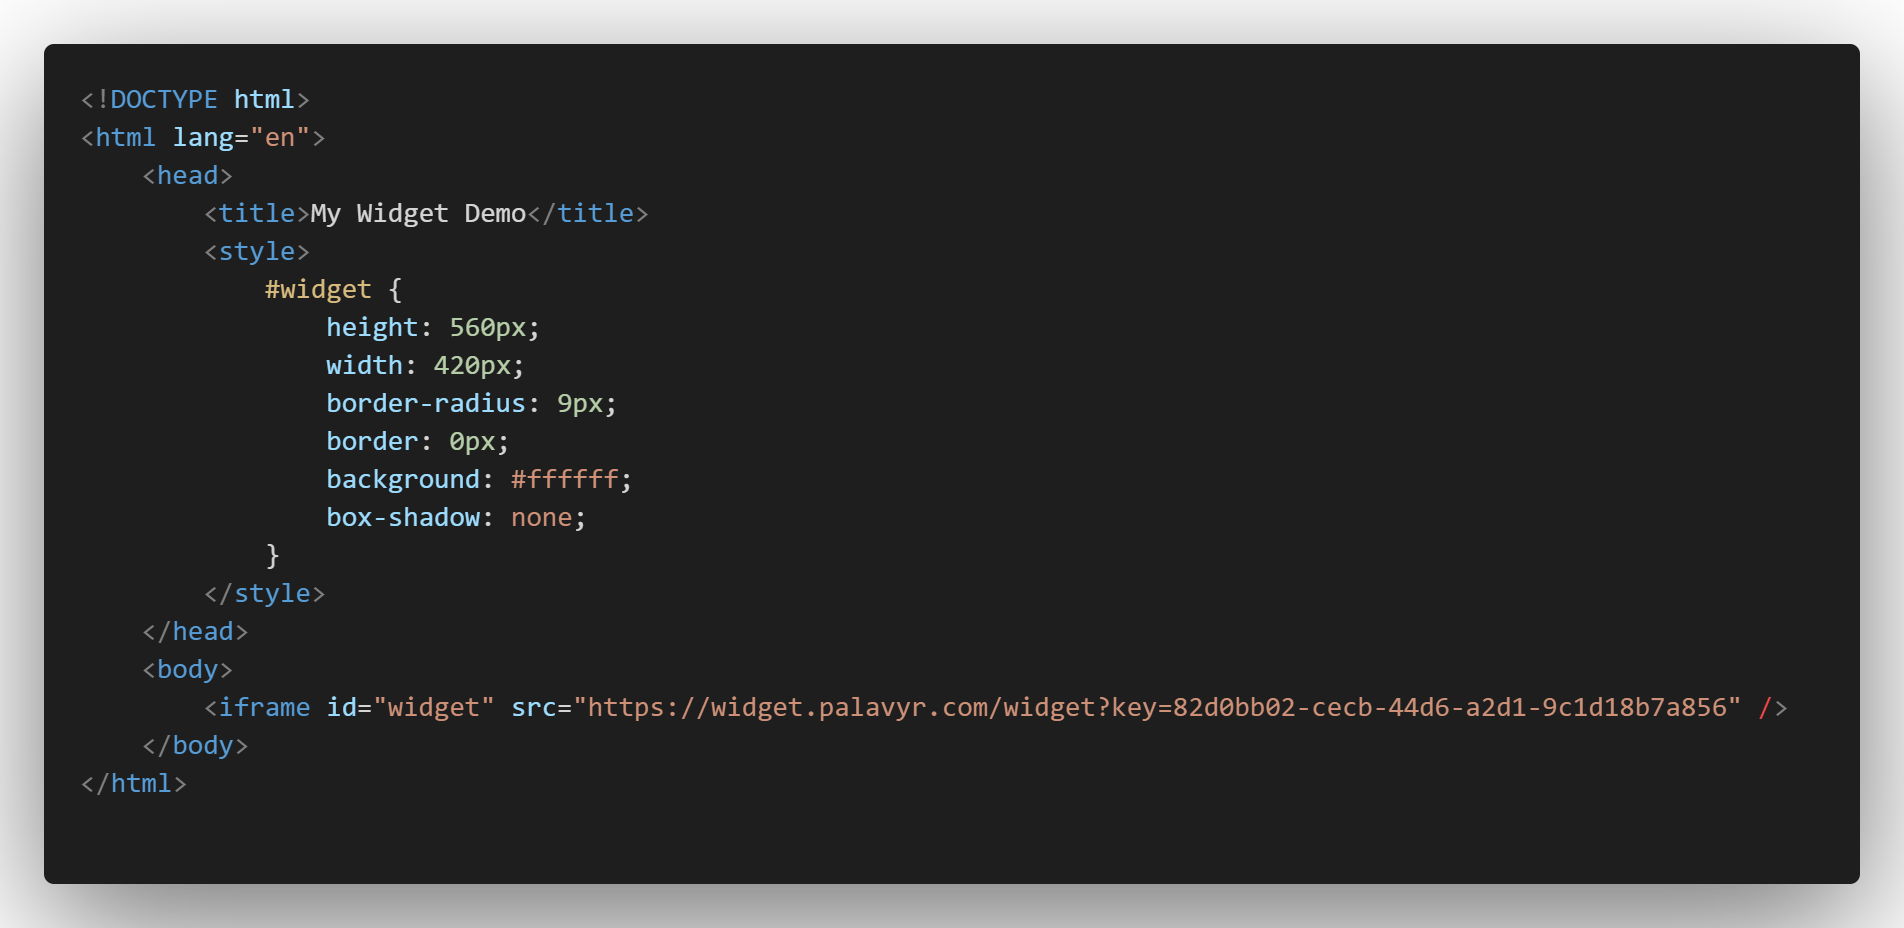 <!DOCTYPE html>
<html lang="en">
    <head>
        <title>My Widget Demo</title>
        <style>
            #widget {
                height: 560px;
                width: 420px;
                border-radius: 9px;
                border: 0px;
                background: #ffffff;
                box-shadow: none;
            }
        </style>
    </head>
    <body>
        <iframe id="widget" src="https://widget.palavyr.com/widget?key=82d0bb02-cecb-44d6-a2d1-9c1d18b7a856" />
    </body>
</html>